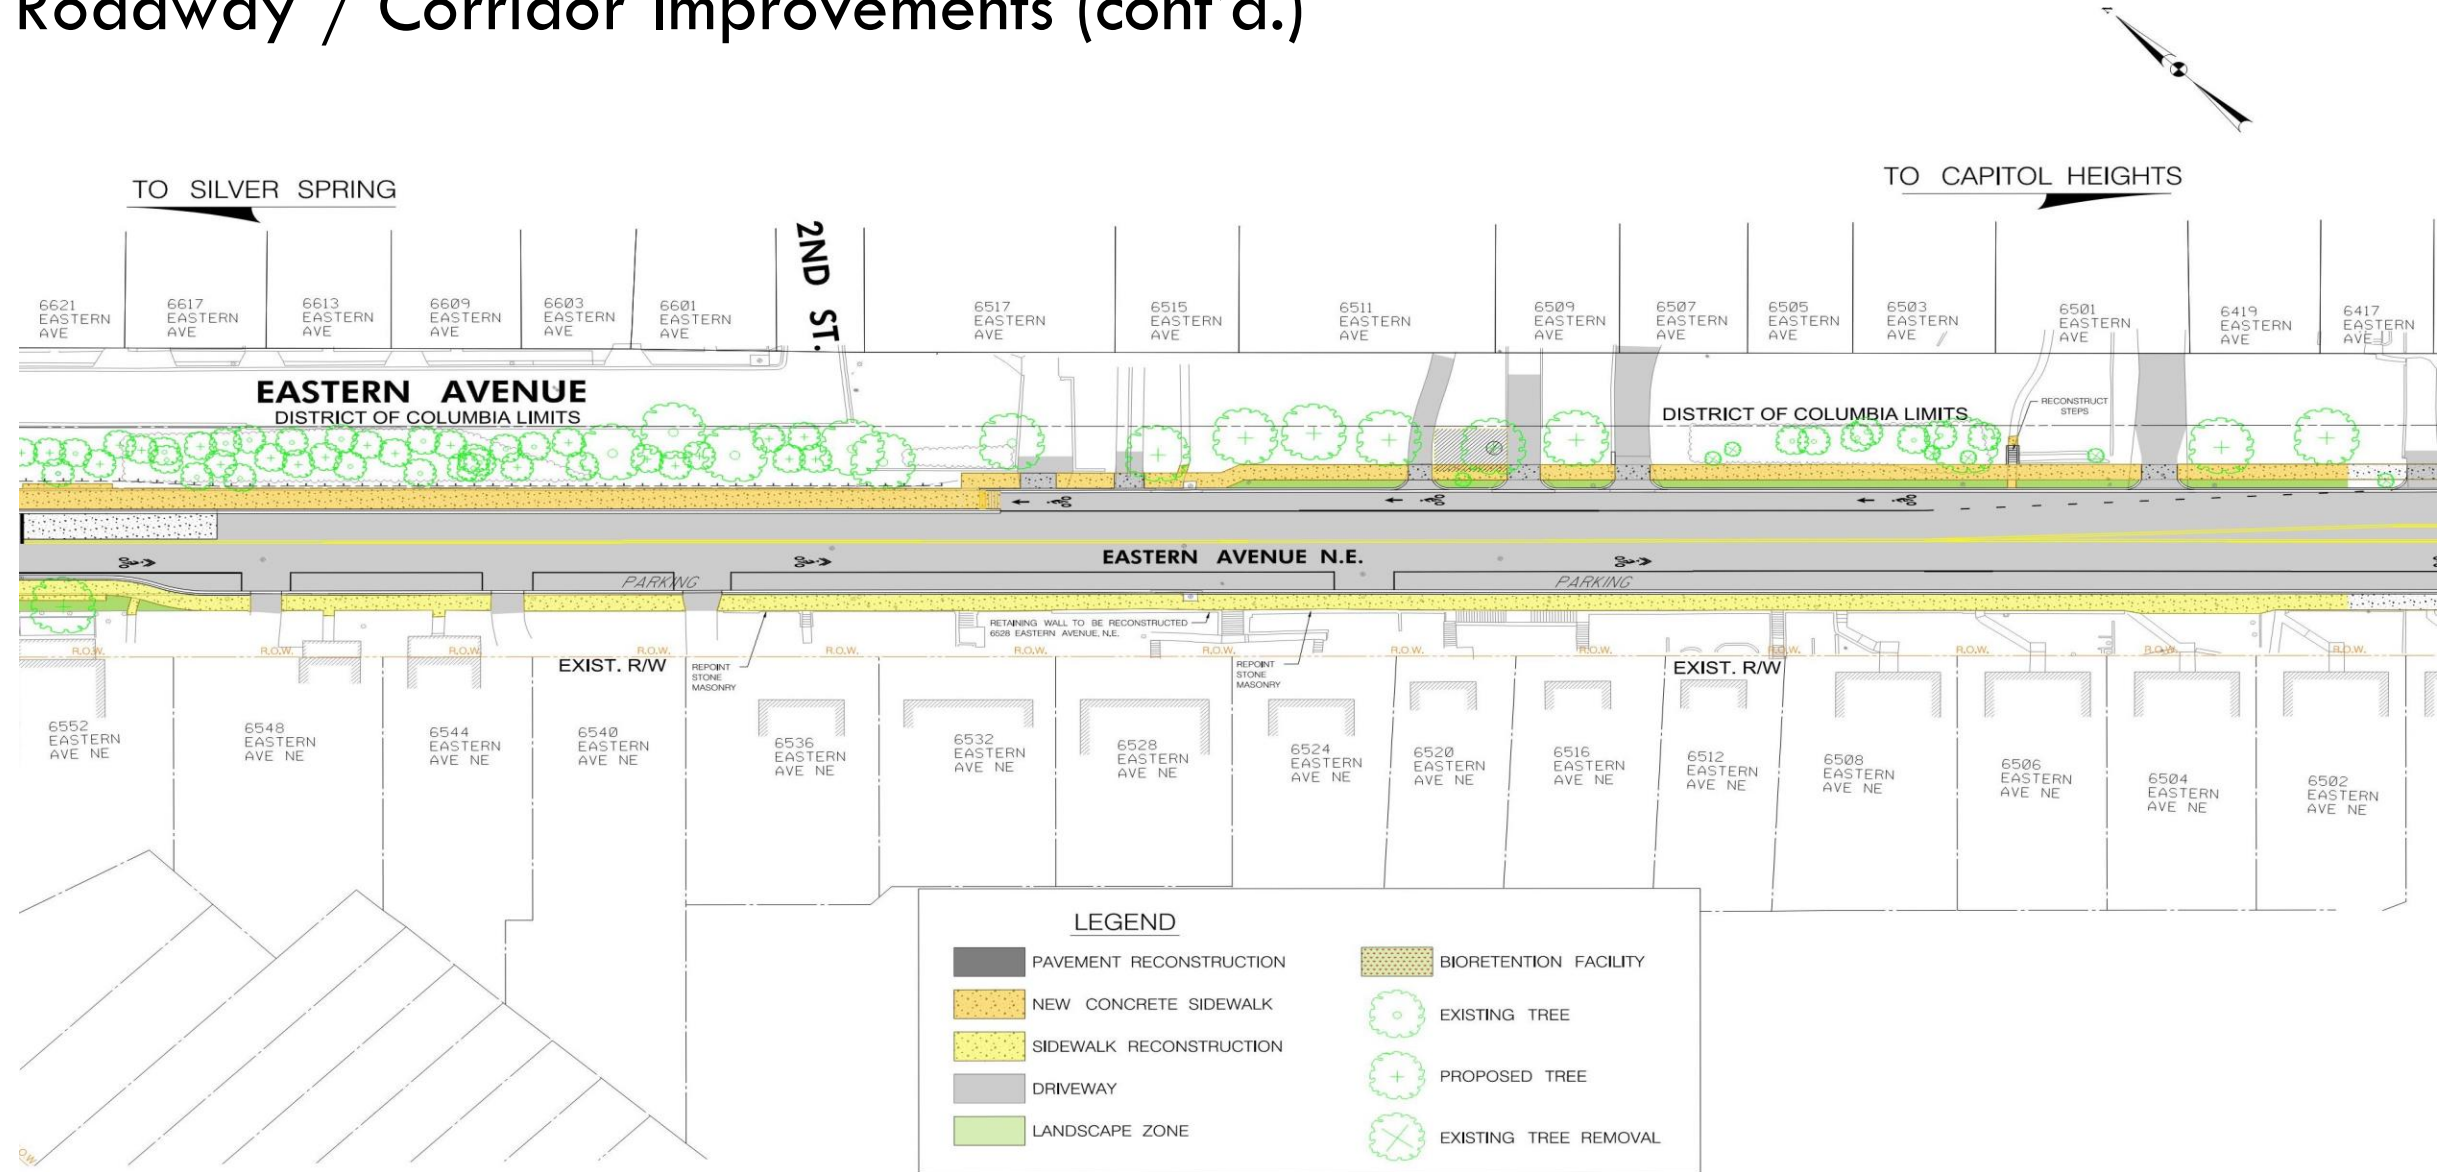 Roadway / Corridor Improvements (cont'd.)
TO SILVER SPRING
TO CAPITOL HEIGHTS
2ND ST.
6621
EASTERN
AVE
6617
EASTERN
AVE
6613
EASTERN
AVE
6609
EASTERN
AVE
6603
EASTERN
AVE
6601
EASTERN
AVE
6517
EASTERN
AVE
6515
EASTERN
AVE
6511
EASTERN
AVE
6509
EASTERN
AVE
6507
EASTERN
AVE
6505
EASTERN
AVE
6503
EASTERN
AVE
6501
EASTERN
AVE
6419
EASTERN
AVE
6417
EASTERN
AVE
EASTERN AVENUE
DISTRICT OF COLUMBIA LIMITS
DISTRICT OF COLUMBIA LIMITS
RECONSTRUCT
STEPS
EASTERN AVENUE N.E.
PARKING
PARKING
RETAINING WALL TO BE RECONSTRUCTED
6528 EASTERN AVENUE, N.E.
R.O.W.
R.O.W.
R.O.W.
R.O.W.
R.O.W.
R.O.W.
R.O.W.
R.O.W.
R.O.W.
R.O.W.
R.O.W.
R.O.W.
R.O.W.
EXIST. R/W
REPOINT
STONE
MASONRY
REPOINT
STONE
MASONRY
EXIST. R/W
6552
EASTERN
AVE NE
6548
EASTERN
AVE NE
6544
EASTERN
AVE NE
6540
EASTERN
AVE NE
6536
EASTERN
AVE NE
6532
EASTERN
AVE NE
6528
EASTERN
AVE NE
6524
EASTERN
AVE NE
6520
EASTERN
AVE NE
6516
EASTERN
AVE NE
6512
EASTERN
AVE NE
6508
EASTERN
AVE NE
6506
EASTERN
AVE NE
6504
EASTERN
AVE NE
6502
EASTERN
AVE NE
LEGEND
PAVEMENT RECONSTRUCTION
NEW CONCRETE SIDEWALK
SIDEWALK RECONSTRUCTION
DRIVEWAY
LANDSCAPE ZONE
BIORETENTION FACILITY
EXISTING TREE
PROPOSED TREE
EXISTING TREE REMOVAL